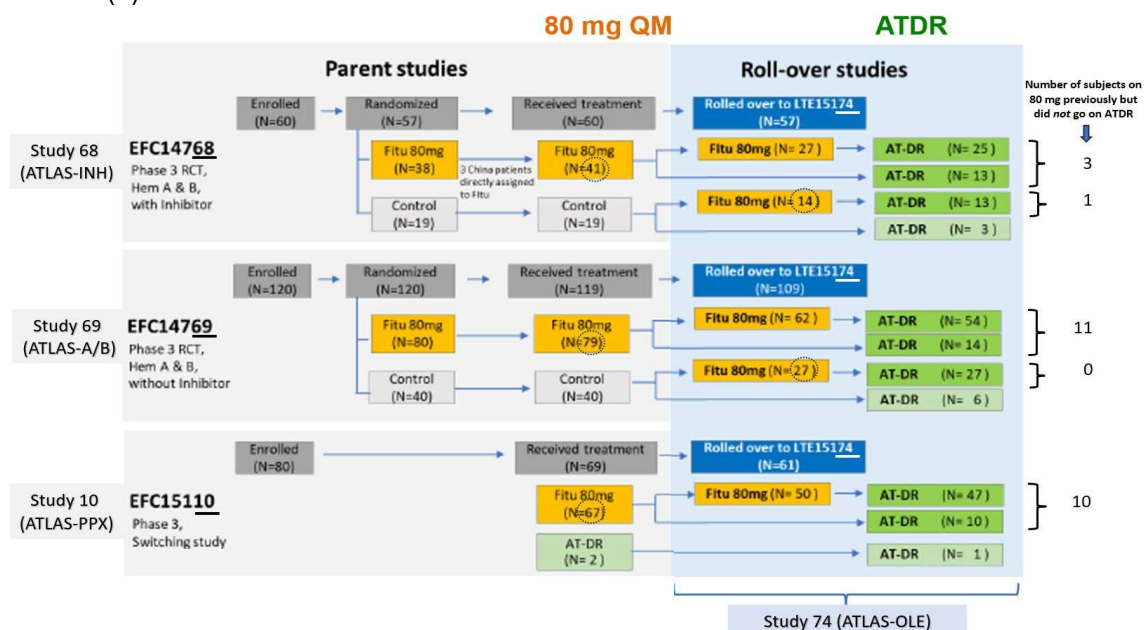 80 mg QM
ATDR
Parent studies
Roll-over studies
Number of subjects on
80 mg previously but
did not go on ATDR
Enrolled
(N=60)
Randomized
(N=57)
Received treatment
(N=60)
Rolled over to LTE15174
(N=57)
Study 68
(ATLAS-INH)
EFC14768
Phase 3 RCT,
Hem A & B,
with Inhibitor
Fitu 80mg
(N=38)
3 China patients
directly assigned
to Fitu
Fitu 80mg
(N=41)
Fitu 80mg (N= 27 )
AT-DR (N= 25 )
AT-DR (N= 13 )
3
Control
(N=19)
Control
(N=19)
Fitu 80mg (N= 14 )
AT-DR (N= 13 )
AT-DR (N= 3 )
1
Enrolled
(N=120)
Randomized
(N=120)
Received treatment
(N=119)
Rolled over to LTE15174
(N=109)
Study 69
(ATLAS-A/B)
EFC14769
Phase 3 RCT,
Hem A & B,
without Inhibitor
Fitu 80mg
(N=80)
Fitu 80mg
(N=79)
Fitu 80mg (N= 62 )
AT-DR (N= 54 )
AT-DR (N= 14 )
11
Control
(N=40)
Control
(N=40)
Fitu 80mg (N= 27 )
AT-DR (N= 27 )
AT-DR (N= 6 )
0
Enrolled
(N=80)
Received treatment
(N=69)
Rolled over to LTE15174
(N=61)
Study 10
(ATLAS-PPX)
EFC15110
Phase 3,
Switching study
Fitu 80mg
(N=67)
Fitu 80mg (N= 50 )
AT-DR (N= 47 )
AT-DR (N= 10 )
10
AT-DR
(N= 2 )
AT-DR (N= 1 )
Study 74 (ATLAS-OLE)